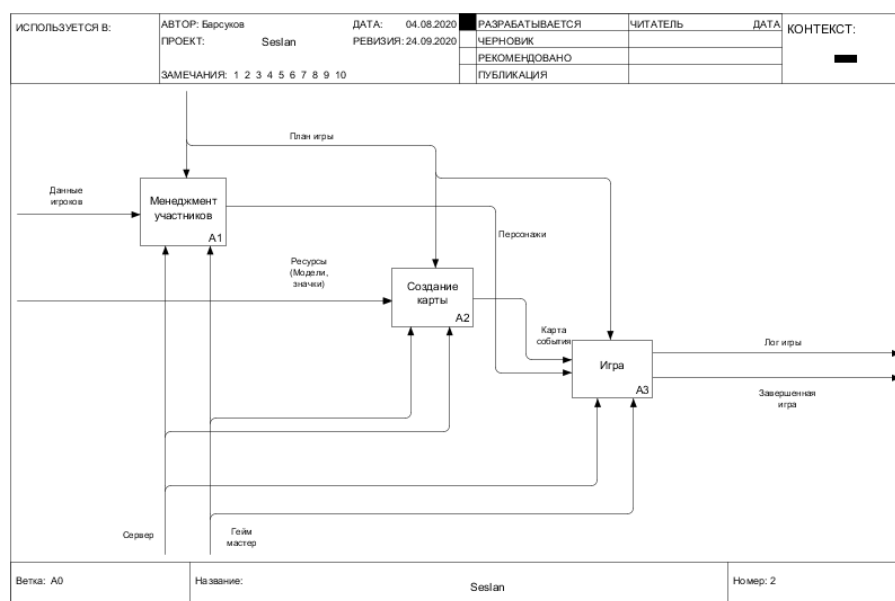 ИСПОЛЬЗУЕТСЯ В:
АВТОР: Барсуков
ДАТА: 04.08.2020
ПРОЕКТ: Seslan
РЕВИЗИЯ: 24.09.2020
ЗАМЕЧАНИЯ: 1 2 3 4 5 6 7 8 9 10
РАЗРАБАТЫВАЕТСЯ
ЧЕРНОВИК
РЕКОМЕНДОВАНО
ПУБЛИКАЦИЯ
ЧИТАТЕЛЬ
ДАТА
КОНТЕКСТ:
План игры
Данные
игроков
Менеджмент
участников
A1
Персонажи
Ресурсы
(Модели,
значки)
Создание
карты
A2
Карта
события
Игра
A3
Лог игры
Завершенная
игра
Сервер
Гейм
мастер
Ветка: A0
Название:
Seslan
Номер: 2